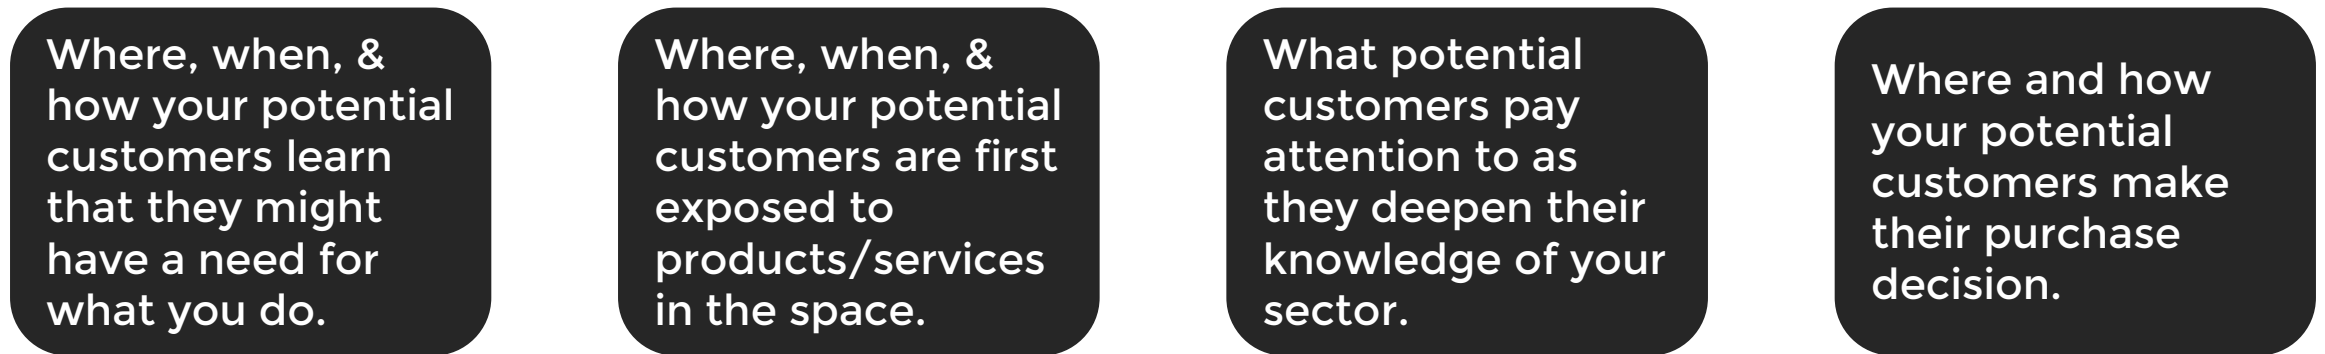 Where, when, &
how your potential
customers learn
that they might
have a need for
what you do.
Where, when, &
how your potential
customers are first
exposed to
products/services
in the space.
What potential
customers pay
attention to as
they deepen their
knowledge of your
sector.
Where and how
your potential
customers make
their purchase
decision.